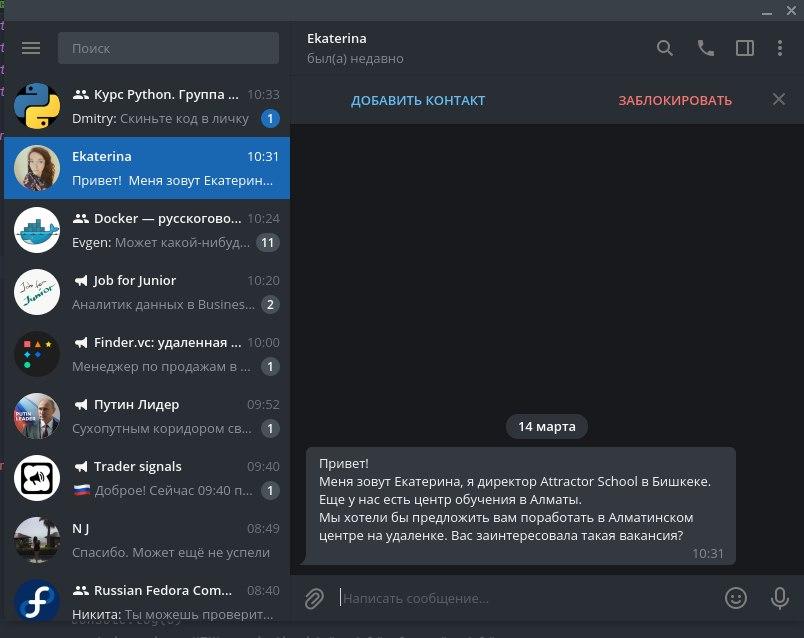 Поиск
Курс Python. Группа ... 10:33
Dmitry: Скиньте код в личку 1
Ekaterina 10:31
Привет! Меня зовут Екатерин...
Docker — русскогово... 10:24
Evgen: Может какой-нибуд... 11
Job for Junior 10:20
Аналитик данных в Busines... 2
Finder.vc: удаленная ... 10:00
Менеджер по продажам в ... 1
Путин Лидер 09:52
Сухопутным коридором св... 1
Trader signals 09:40
Доброе! Сейчас 09:40 п... 1
N J 08:49
Спасибо. Может ещё не успели
Russian Fedora Com... 08:40
Никита: Ты можешь проверит...
Job for
Junior
PUTIN
LEADER
Ekaterina
был(а) недавно
ДОБАВИТЬ КОНТАКТ
ЗАБЛОКИРОВАТЬ
14 марта
Привет!
Меня зовут Екатерина, я директор Attractor School в Бишкеке.
Еще у нас есть центр обучения в Алматы.
Мы хотели бы предложить вам поработать в Алматинском
центре на удаленке. Вас заинтересовала такая вакансия?
10:31
Написать сообщение...